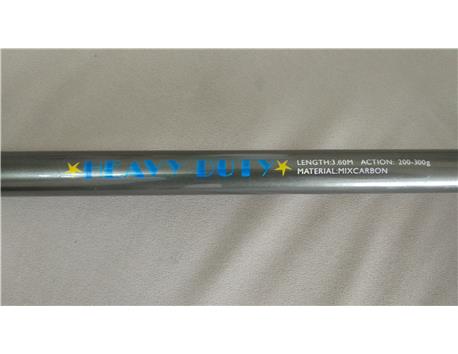 HEAVY DUTY
LENGTH:3.60M ACTION: 200-300g
MATERIAL:MIXCARBON